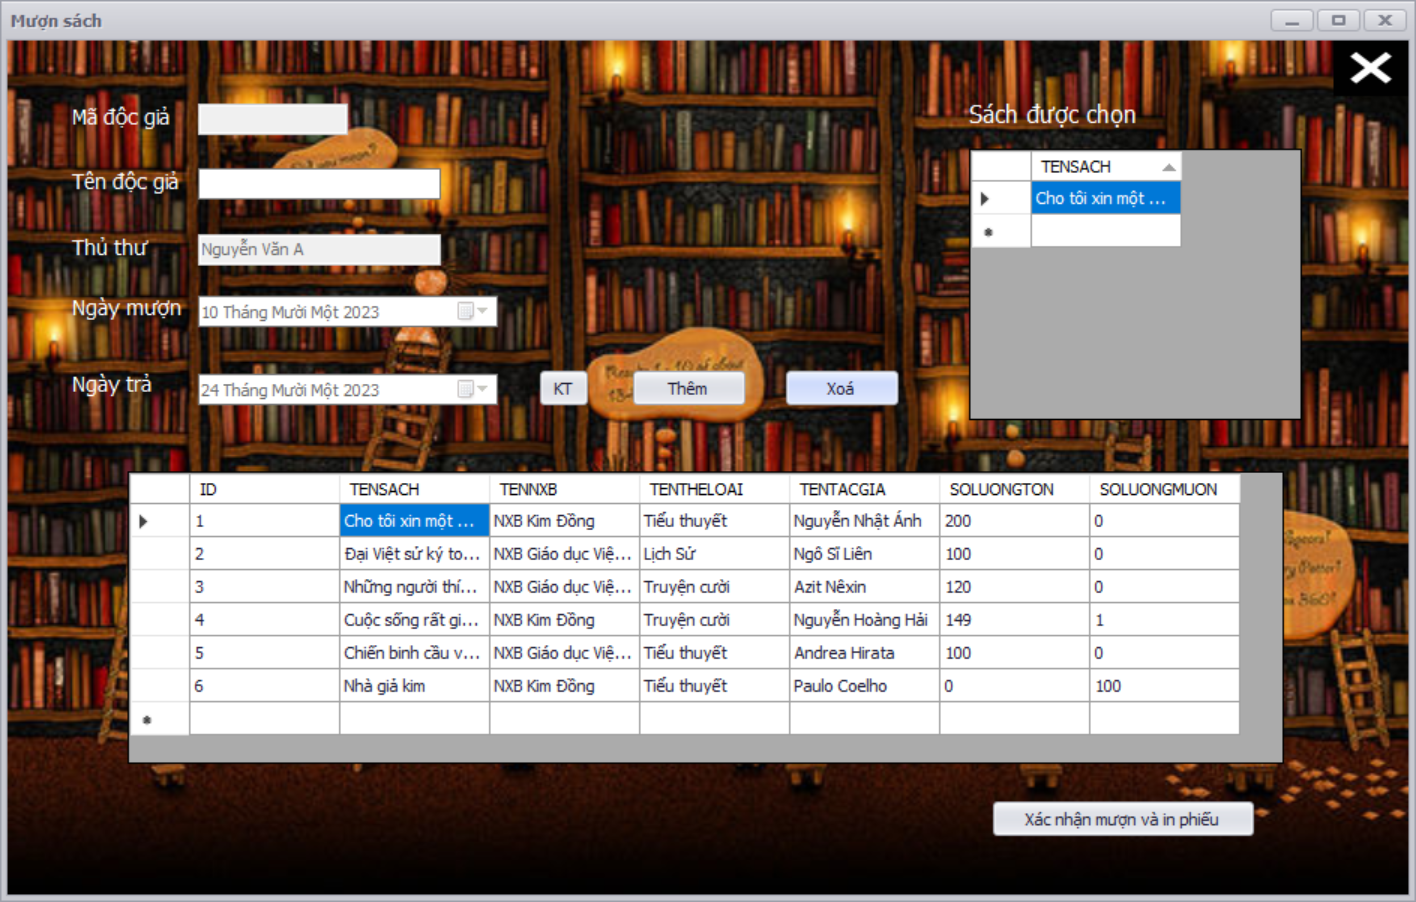 Mượn sách
Mã độc giả
Tên độc giả
Thủ thư
Nguyễn Văn A
Ngày mượn
10 Tháng Mười Một 2023
Ngày trả
24 Tháng Mười Một 2023
KT
Thêm
Xoá
Sách được chọn
TENSACH
Cho tôi xin một ...
ID TENSACH TENNXB TENTHELOAI TENTACGIA SOLUONGTON SOLUONGMUON
1 Cho tôi xin một ... NXB Kim Đồng Tiểu thuyết Nguyễn Nhật Ánh 200 0
2 Đại Việt sử ký to... NXB Giáo dục Việ... Lịch Sử Ngô Sĩ Liên 100 0
3 Những người thí... NXB Giáo dục Việ... Truyện cười Azit Nêxin 120 0
4 Cuộc sống rất gi... NXB Kim Đồng Truyện cười Nguyễn Hoàng Hải 149 1
5 Chiến binh cầu v... NXB Giáo dục Việ... Tiểu thuyết Andrea Hirata 100 0
6 Nhà giả kim NXB Kim Đồng Tiểu thuyết Paulo Coelho 0 100
Xác nhận mượn và in phiếu